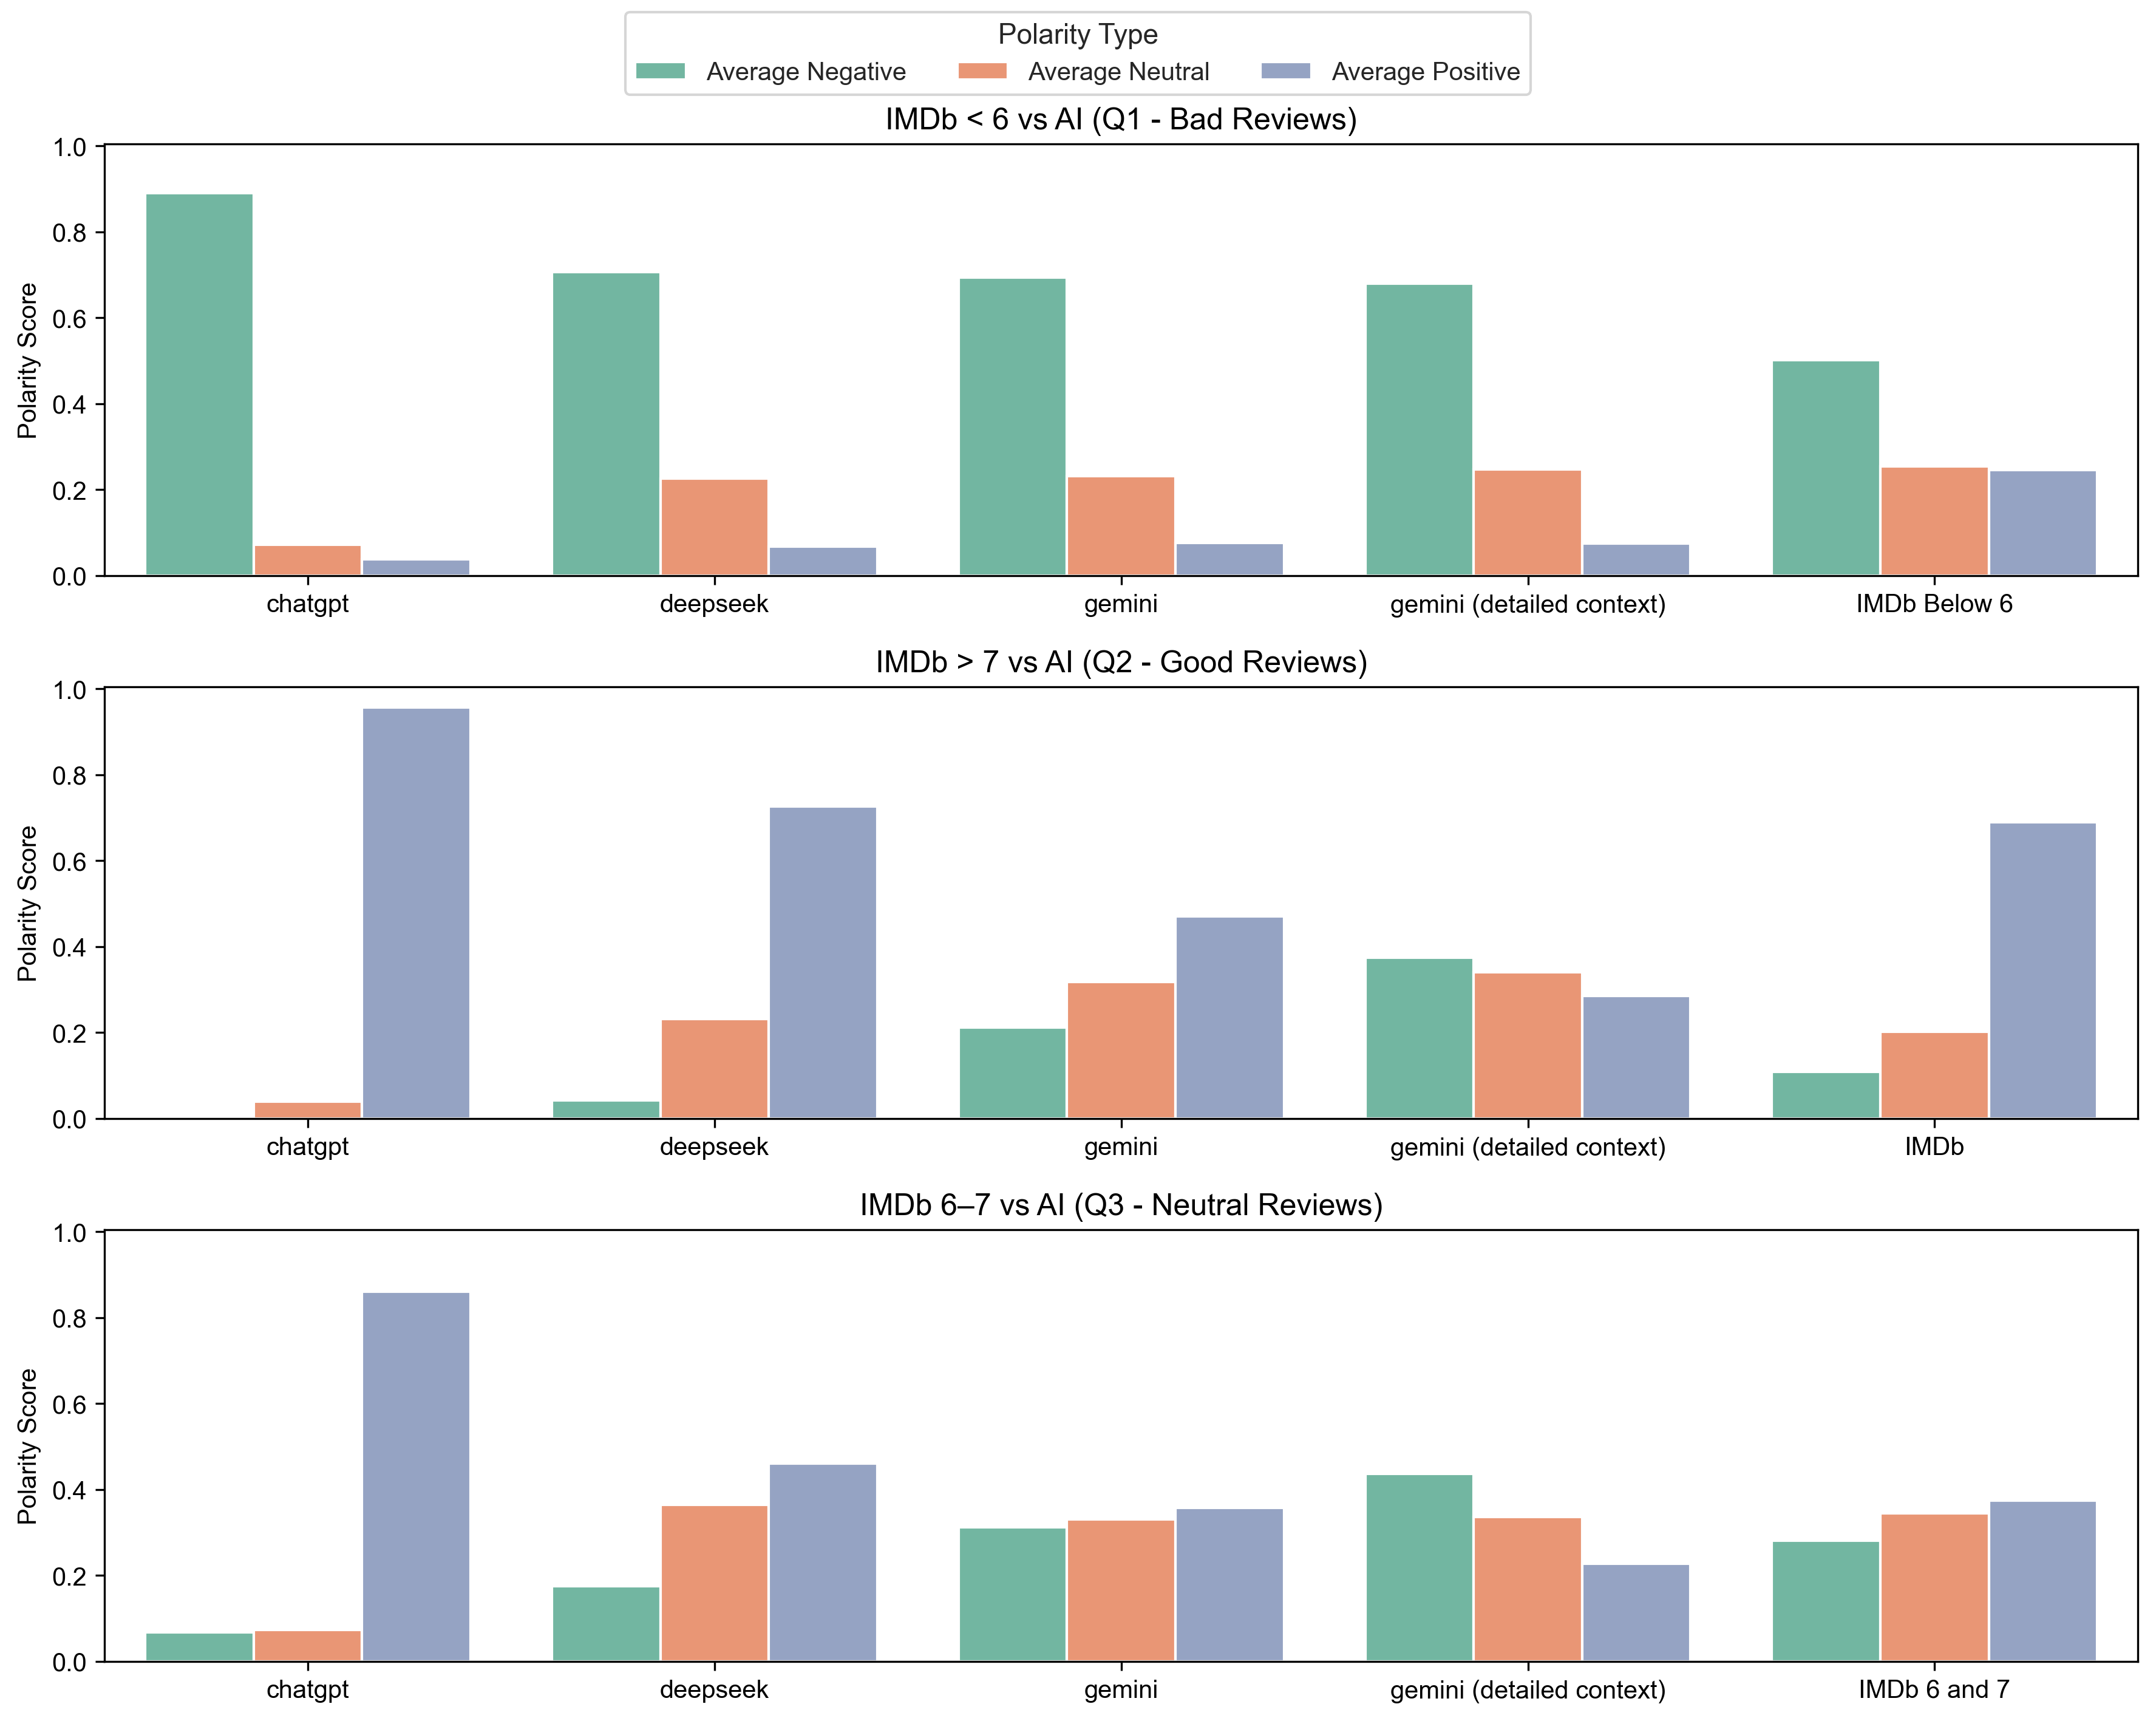 Polarity Type
Average Negative Average Neutral Average Positive
IMDb < 6 vs AI (Q1 - Bad Reviews)
Polarity Score
1.0
0.8
0.6
0.4
0.2
0.0
chatgpt deepseek gemini gemini (detailed context) IMDb Below 6
IMDb > 7 vs AI (Q2 - Good Reviews)
Polarity Score
1.0
0.8
0.6
0.4
0.2
0.0
chatgpt deepseek gemini gemini (detailed context) IMDb
IMDb 6–7 vs AI (Q3 - Neutral Reviews)
Polarity Score
1.0
0.8
0.6
0.4
0.2
0.0
chatgpt deepseek gemini gemini (detailed context) IMDb 6 and 7